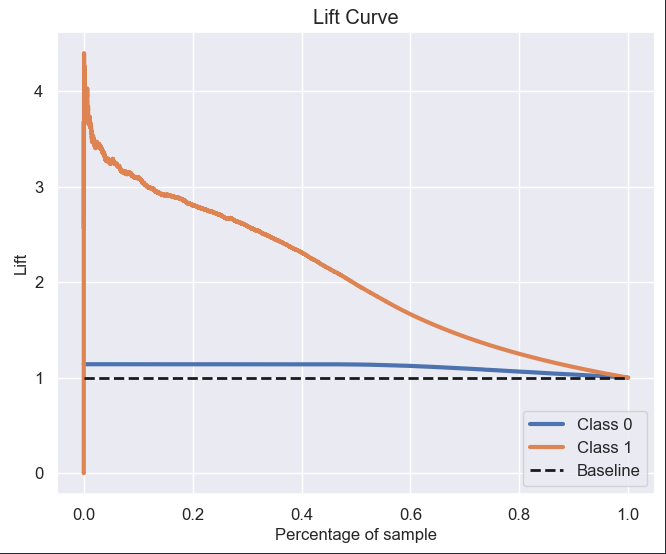 Lift Curve
4
3
2
1
0
Lift
0.0 0.2 0.4 0.6 0.8 1.0
Percentage of sample
Class 0
Class 1
Baseline